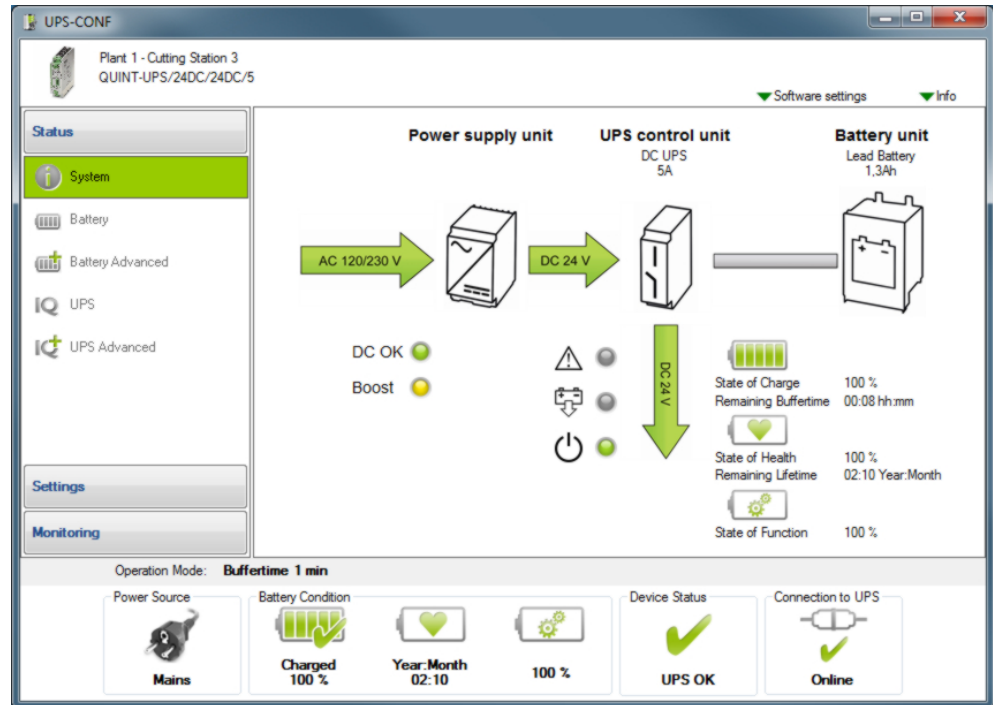 UPS-CONF
Plant 1 - Cutting Station 3
QUINT-UPS/24DC/24DC/5
Software settings
Info
Status
System
Battery
Battery Advanced
IQ UPS
IQ UPS Advanced
Settings
Monitoring
Power supply unit
UPS control unit
DC UPS
5A
Battery unit
Lead Battery
1,3Ah
AC 120/230 V
DC 24 V
DC OK
Boost
DC 24 V
State of Charge 100 %
Remaining Buffertime 00:08 hh:mm
State of Health 100 %
Remaining Lifetime 02:10 Year:Month
State of Function 100 %
Operation Mode: Buffertime 1 min
Power Source
Mains
Battery Condition
Charged
100 %
Year:Month
02:10
100 %
Device Status
UPS OK
Connection to UPS
Online